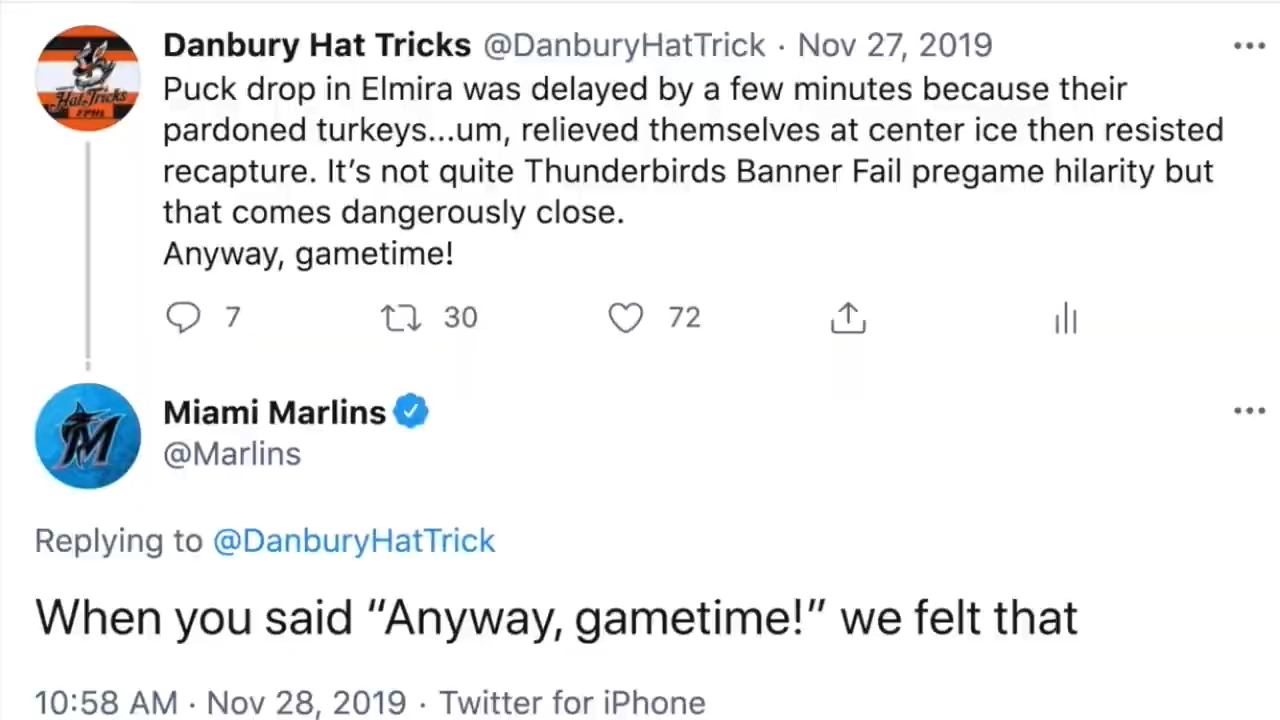 Danbury Hat Tricks @DanburyHatTrick · Nov 27, 2019
Puck drop in Elmira was delayed by a few minutes because their
pardoned turkeys...um, relieved themselves at center ice then resisted
recapture. It’s not quite Thunderbirds Banner Fail pregame hilarity but
that comes dangerously close.
Anyway, gametime!
7 30 72
Hat Tricks
FPHL
Miami Marlins
@Marlins
M
Replying to @DanburyHatTrick
When you said “Anyway, gametime!” we felt that
10:58 AM · Nov 28, 2019 · Twitter for iPhone